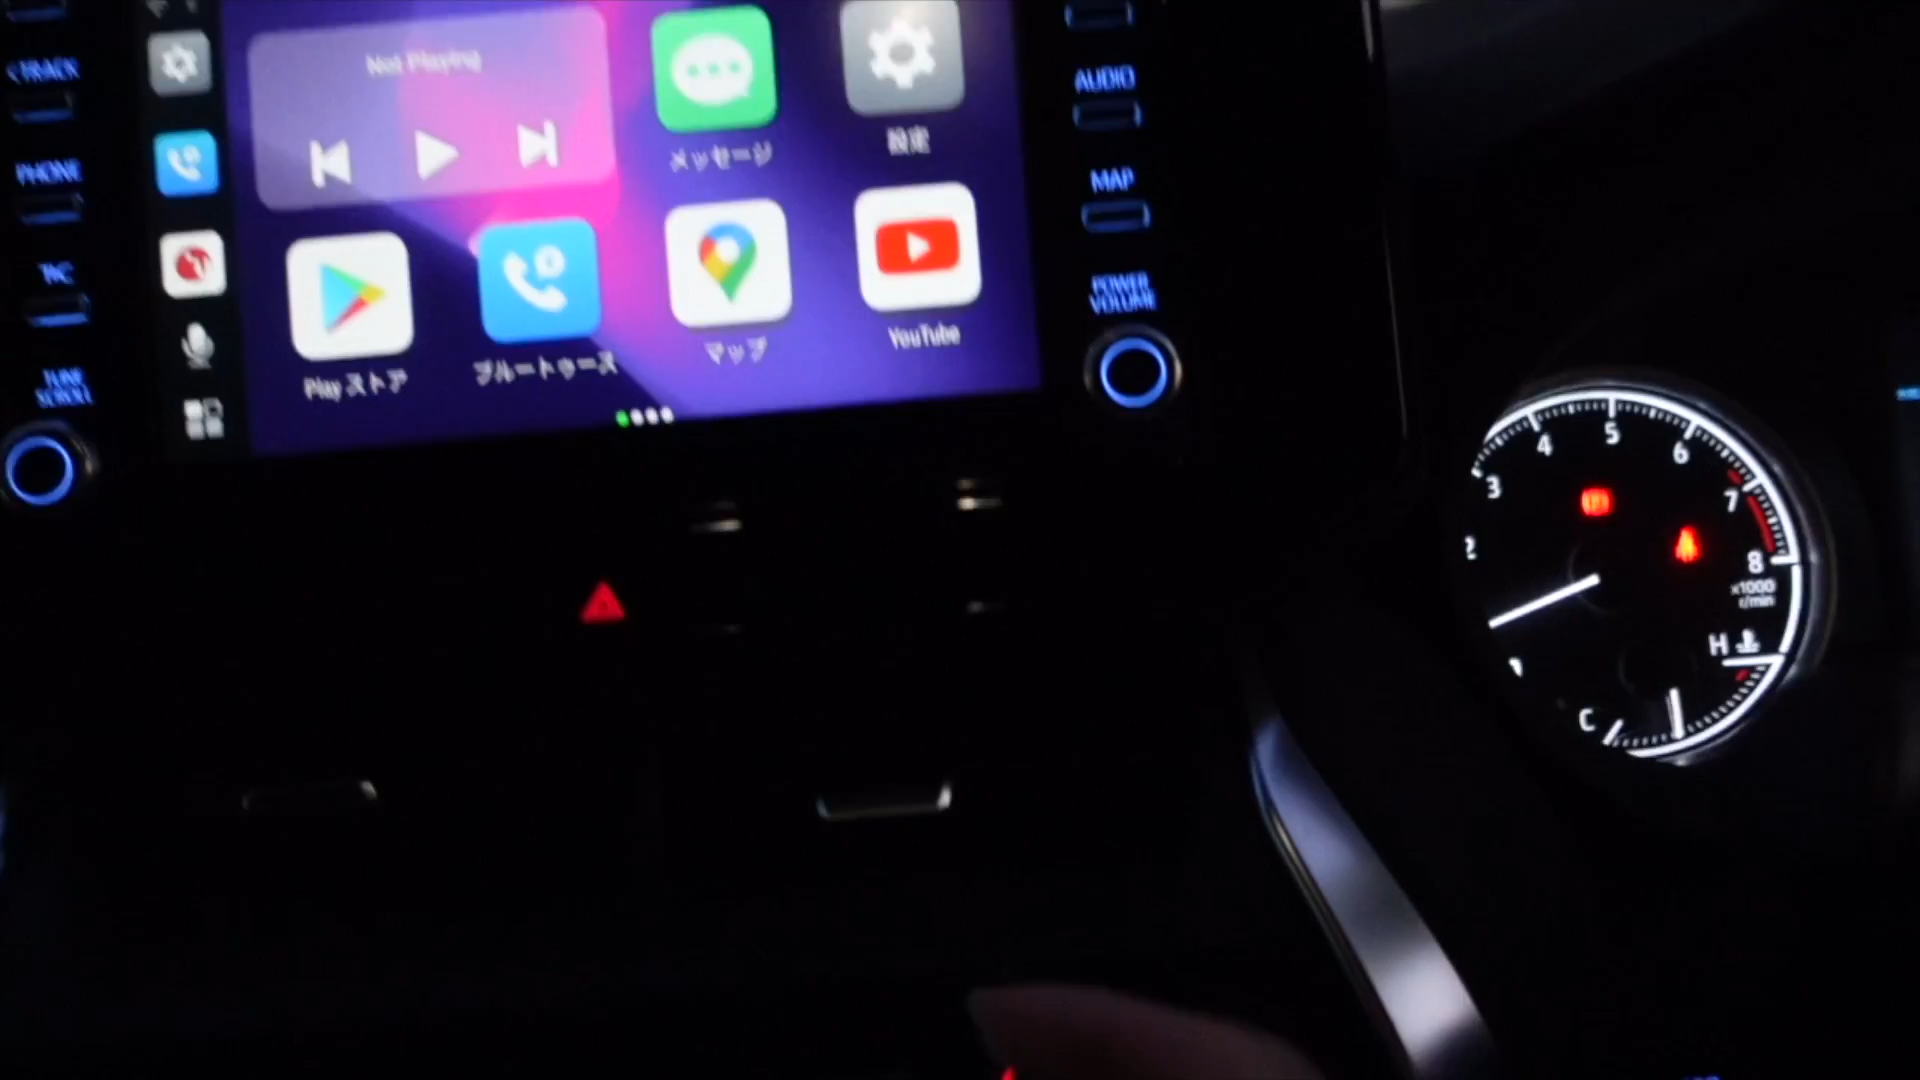 <TRACK
PHONE
TUNE
SCROLL
Not Playing
メッセージ
設定
Play ストア
ブルートゥース
マップ
YouTube
AUDIO
MAP
POWER
VOLUME
1
2
3
4
5
6
7
8
x1000
r/min
H
C